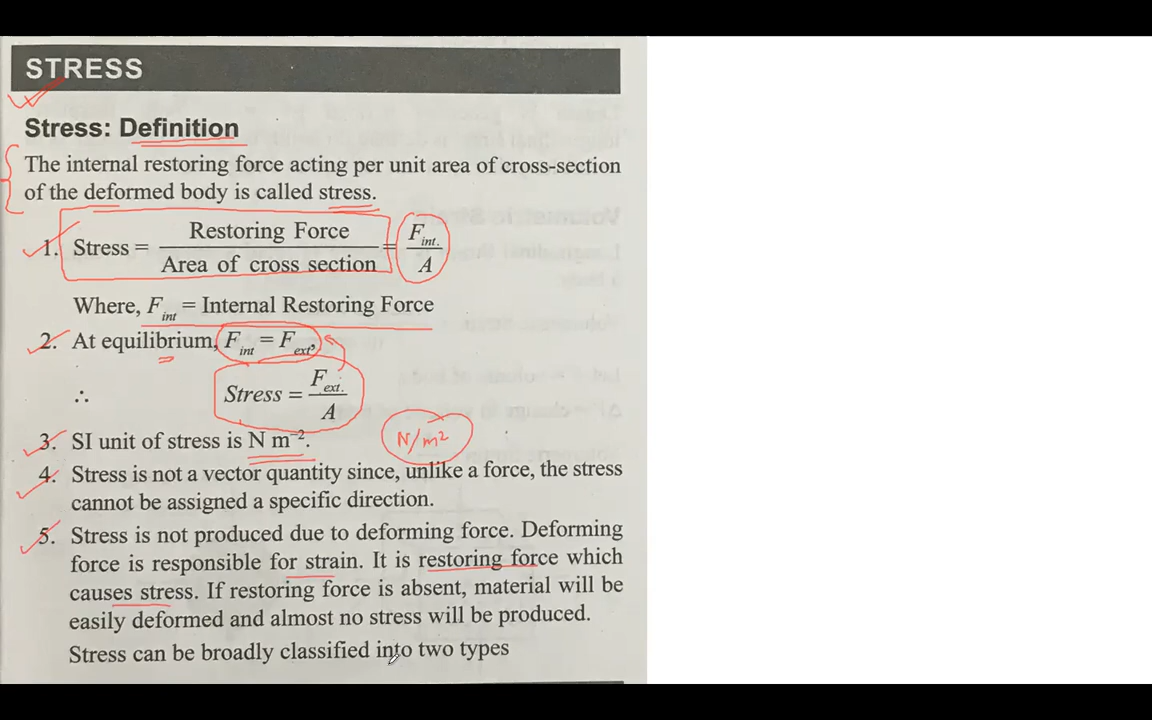 STRESS
Stress: Definition
The internal restoring force acting per unit area of cross-section
of the deformed body is called stress.
1. Stress = Restoring Force / Area of cross section = F int. / A
Where, F int = Internal Restoring Force
2. At equilibrium, F int = F ext,
∴ Stress = F ext. / A
3. SI unit of stress is N m⁻². N/m²
4. Stress is not a vector quantity since, unlike a force, the stress
cannot be assigned a specific direction.
5. Stress is not produced due to deforming force. Deforming
force is responsible for strain. It is restoring force which
causes stress. If restoring force is absent, material will be
easily deformed and almost no stress will be produced.
Stress can be broadly classified into two types